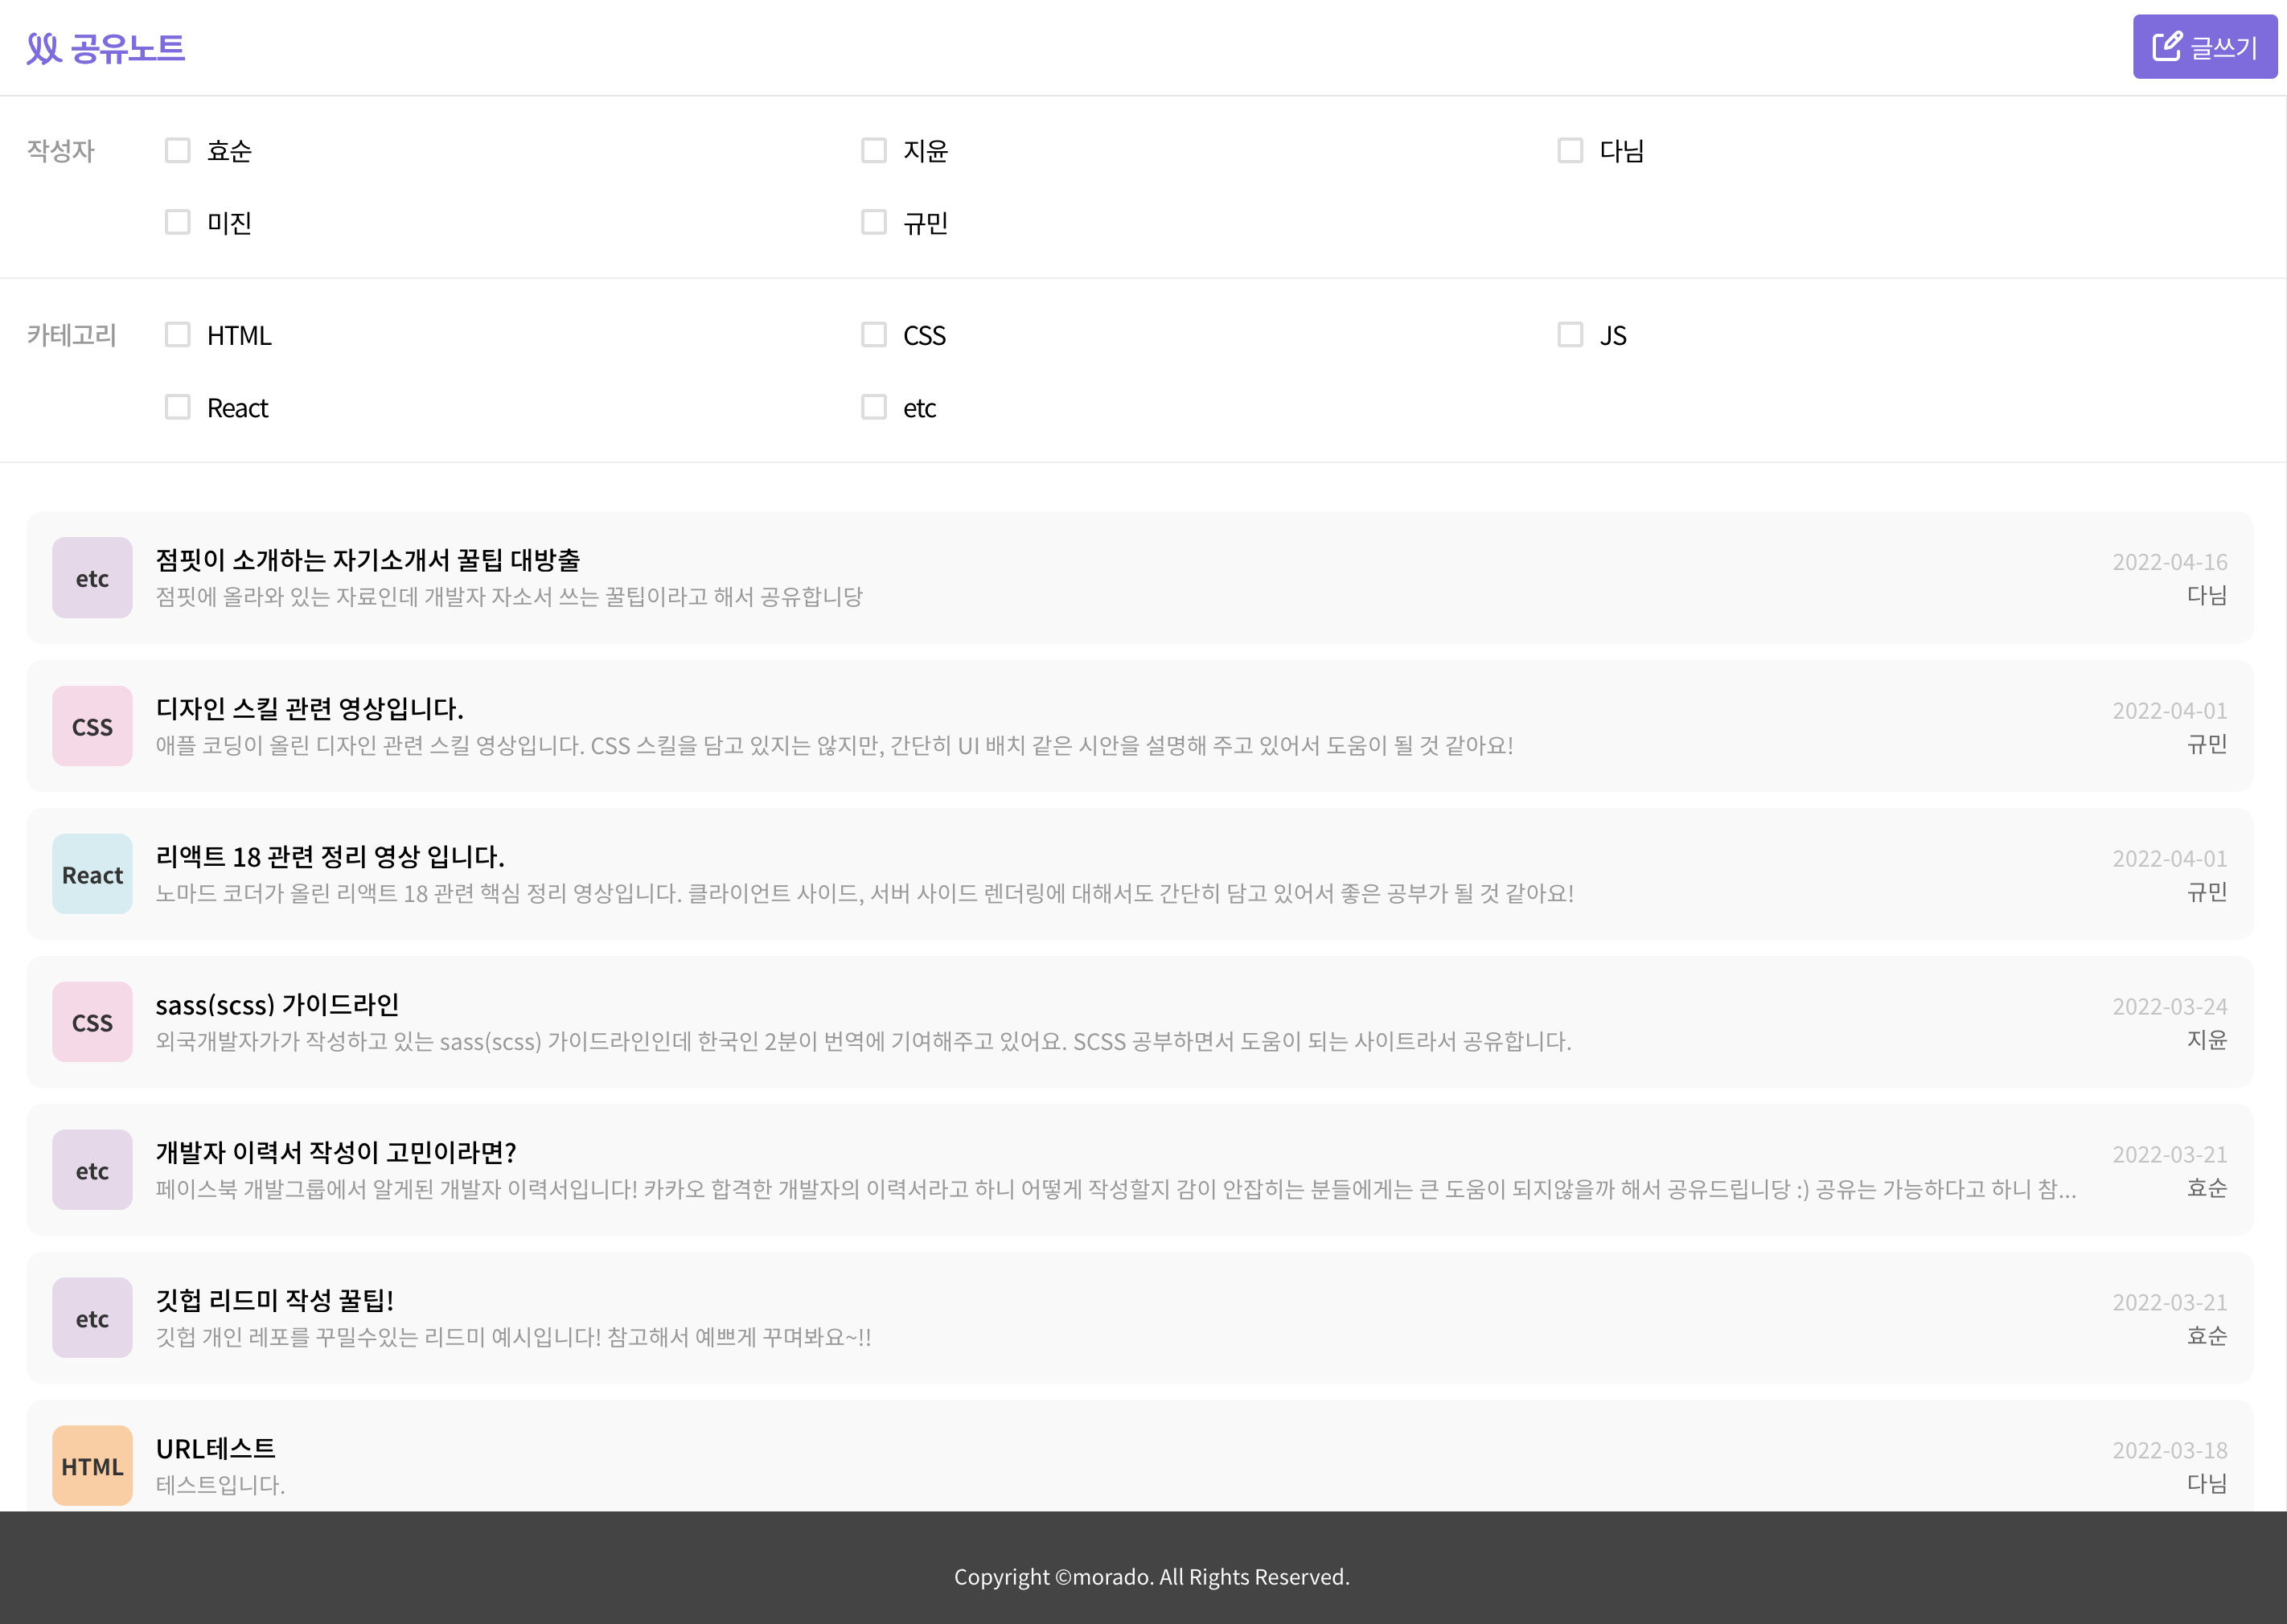 공유노트
글쓰기
작성자 효순 지윤 다님
미진 규민
카테고리 HTML CSS JS
React etc
etc
점핏이 소개하는 자기소개서 꿀팁 대방출
점핏에 올라와 있는 자료인데 개발자 자소서 쓰는 꿀팁이라고 해서 공유합니당
2022-04-16
다님
CSS
디자인 스킬 관련 영상입니다.
애플 코딩이 올린 디자인 관련 스킬 영상입니다. CSS 스킬을 담고 있지는 않지만, 간단히 UI 배치 같은 시안을 설명해 주고 있어서 도움이 될 것 같아요!
2022-04-01
규민
React
리액트 18 관련 정리 영상 입니다.
노마드 코더가 올린 리액트 18 관련 핵심 정리 영상입니다. 클라이언트 사이드, 서버 사이드 렌더링에 대해서도 간단히 담고 있어서 좋은 공부가 될 것 같아요!
2022-04-01
규민
CSS
sass(scss) 가이드라인
외국개발자가가 작성하고 있는 sass(scss) 가이드라인인데 한국인 2분이 번역에 기여해주고 있어요. SCSS 공부하면서 도움이 되는 사이트라서 공유합니다.
2022-03-24
지윤
etc
개발자 이력서 작성이 고민이라면?
페이스북 개발그룹에서 알게된 개발자 이력서입니다! 카카오 합격한 개발자의 이력서라고 하니 어떻게 작성할지 감이 안잡히는 분들에게는 큰 도움이 되지않을까 해서 공유드립니당 :) 공유는 가능하다고 하니 참...
2022-03-21
효순
etc
깃헙 리드미 작성 꿀팁!
깃헙 개인 레포를 꾸밀수있는 리드미 예시입니다! 참고해서 예쁘게 꾸며봐요~!!
2022-03-21
효순
HTML
URL테스트
테스트입니다.
2022-03-18
다님
Copyright ©morado. All Rights Reserved.